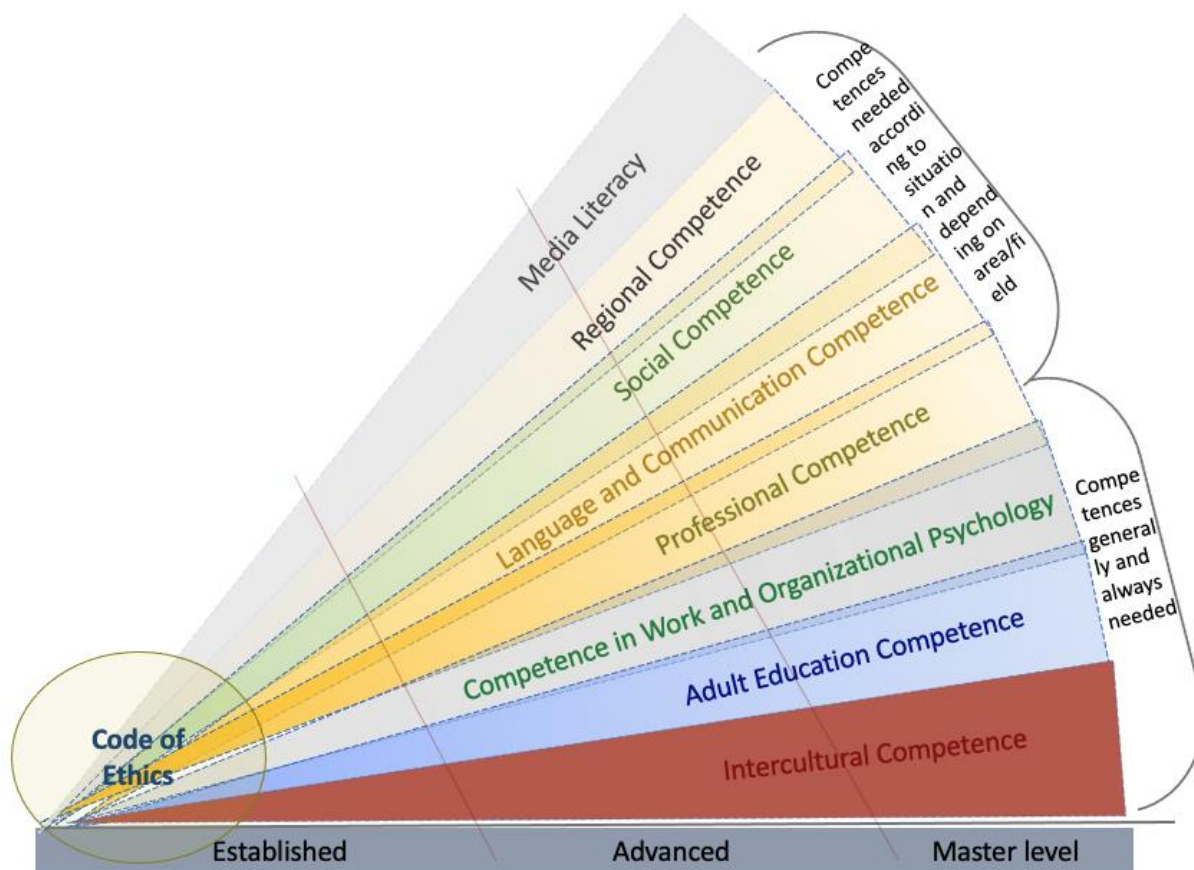 Compe
tences
needed
accordi
ng to
situatio
n and
depend
ing on
area/fi
eld
Media Literacy
Regional Competence
Social Competence
Language and Communication Competence
Professional Competence
Competence in Work and Organizational Psychology
Adult Education Competence
Intercultural Competence
Compe
tences
general
ly and
always
needed
Code of
Ethics
Established
Advanced
Master level